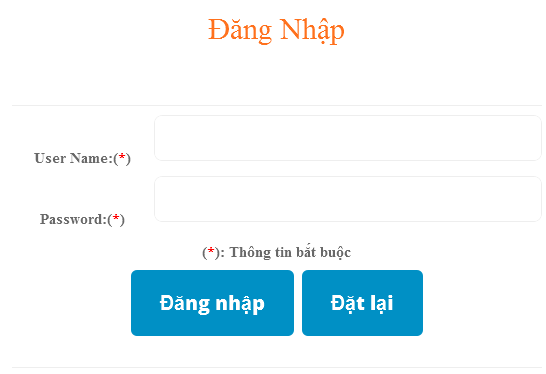 Đăng Nhập
User Name:(*)
Password:(*)
(*): Thông tin bắt buộc
Đăng nhập Đặt lại